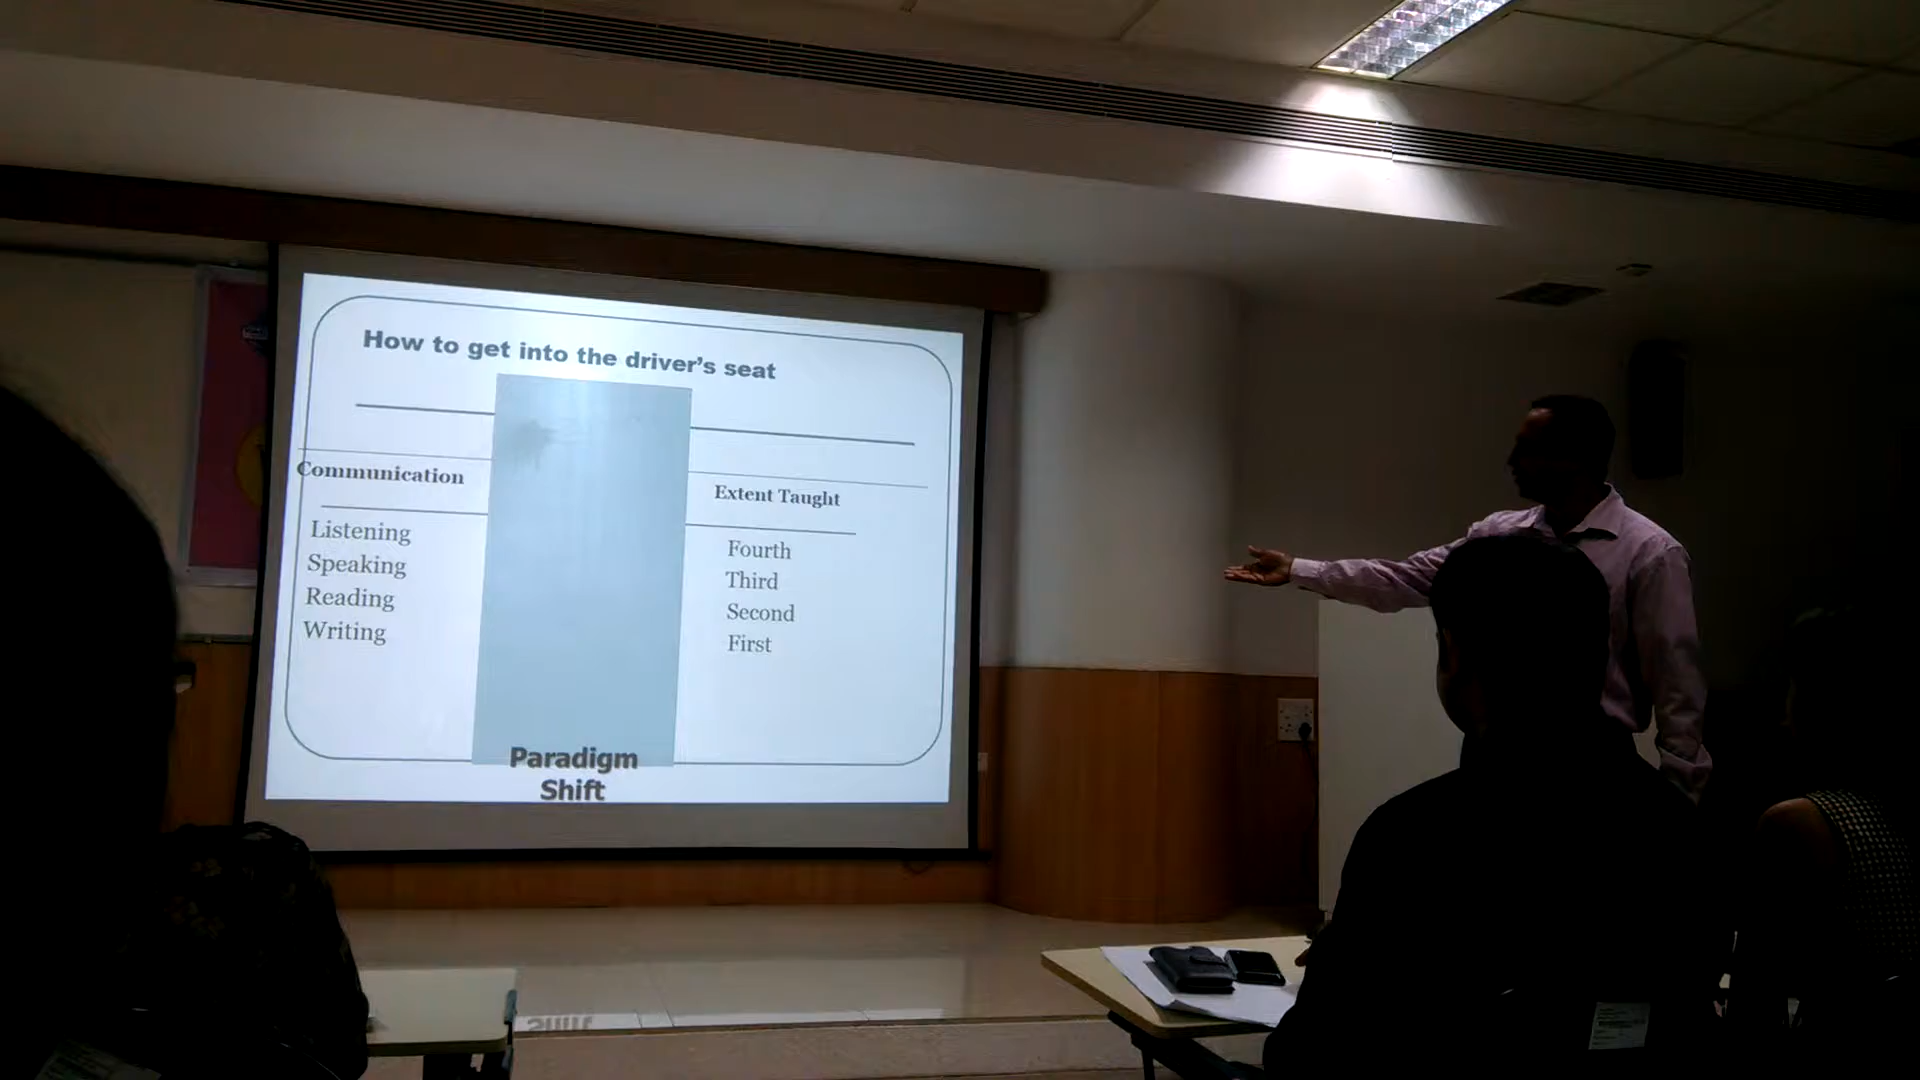 How to get into the driver's seat
Communication
Extent Taught
Listening
Fourth
Speaking
Third
Reading
Second
Writing
First
Paradigm
Shift